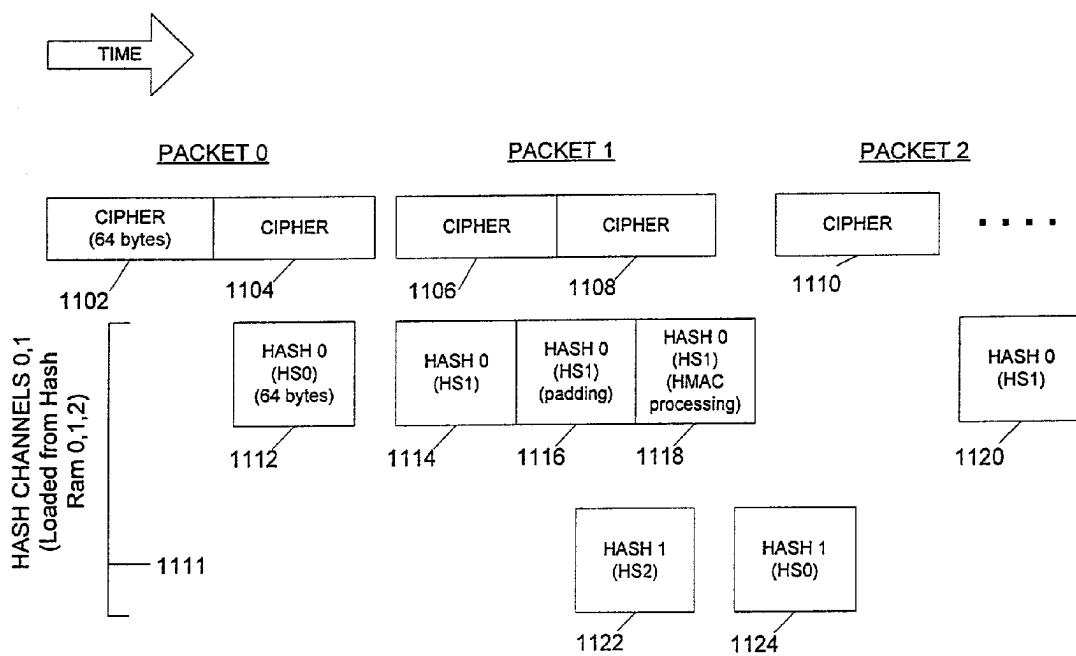 TIME
PACKET 0
PACKET 1
PACKET 2
CIPHER
(64 bytes)
CIPHER
CIPHER
CIPHER
CIPHER
1102
1104
1106
1108
1110
HASH CHANNELS 0,1
(Loaded from Hash
Ram 0,1,2)
1111
HASH 0
(HS0)
(64 bytes)
HASH 0
(HS1)
HASH 0
(HS1)
(padding)
HASH 0
(HS1)
(HMAC
processing)
HASH 0
(HS1)
1112
1114
1116
1118
1120
HASH 1
(HS2)
HASH 1
(HS0)
1122
1124